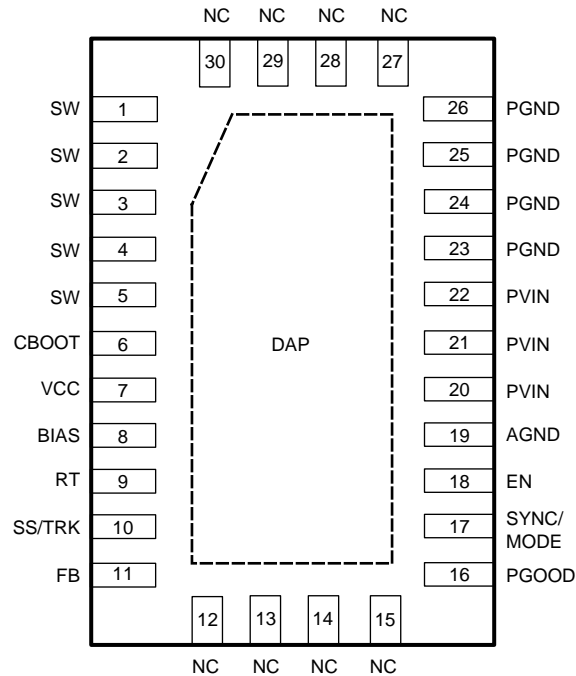 NC NC NC NC
30 29 28 27
SW 1 26 PGND
SW 2 25 PGND
SW 3 24 PGND
SW 4 23 PGND
SW 5 22 PVIN
CBOOT 6 DAP 21 PVIN
VCC 7 20 PVIN
BIAS 8 19 AGND
RT 9 18 EN
SS/TRK 10 17 SYNC/
MODE
FB 11 16 PGOOD
12 13 14 15
NC NC NC NC